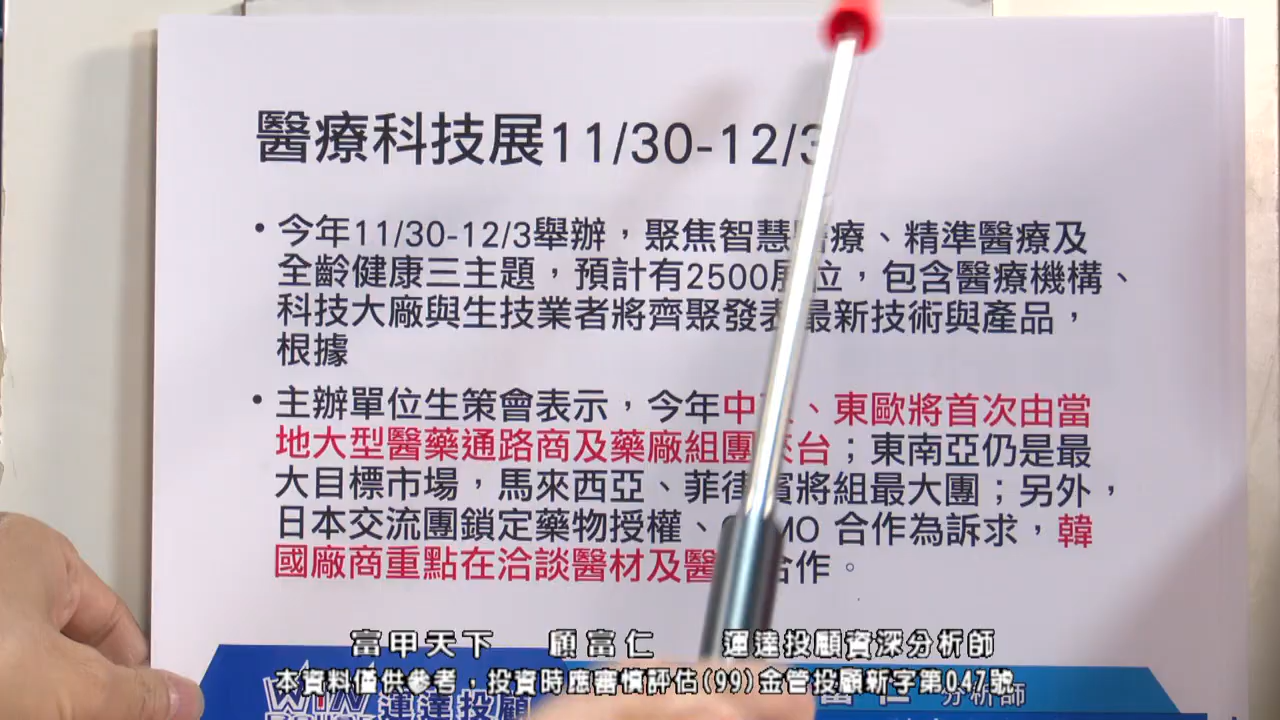 醫療科技展11/30-12/3
• 今年11/30-12/3舉辦，聚焦智慧醫療、精準醫療及
全齡健康三主題，預計有2500展位，包含醫療機構、
科技大廠與生技業者將齊聚發表最新技術與產品，
根據
• 主辦單位生策會表示，今年中、東歐將首次由當
地大型醫藥通路商及藥廠組團來台；東南亞仍是最
大目標市場，馬來西亞、菲律賓將組最大團；另外，
日本交流團鎖定藥物授權、MO 合作為訴求，韓
國廠商重點在洽談醫材及醫合作。
富甲天下 顧富仁 運達投顧資深分析師
本資料僅供參考，投資時應審慎評估(99)金管投顧新字第047號
WIN 運達投顧
分析師